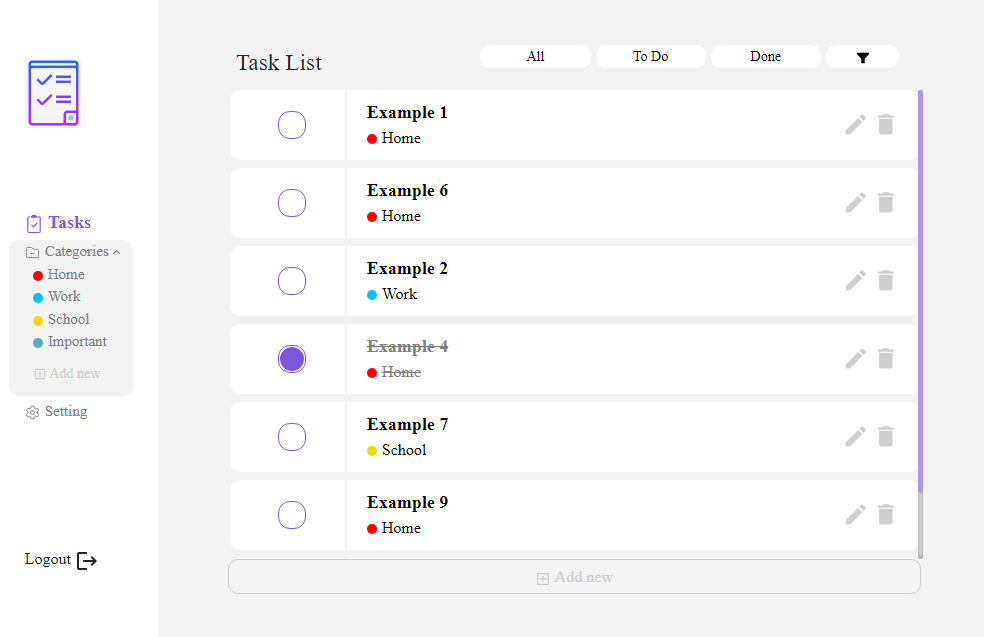 Tasks
Categories
Home
Work
School
Important
Add new
Setting
Logout
Task List
All
To Do
Done
Example 1
Home
Example 6
Home
Example 2
Work
Example 4
Home
Example 7
School
Example 9
Home
Add new